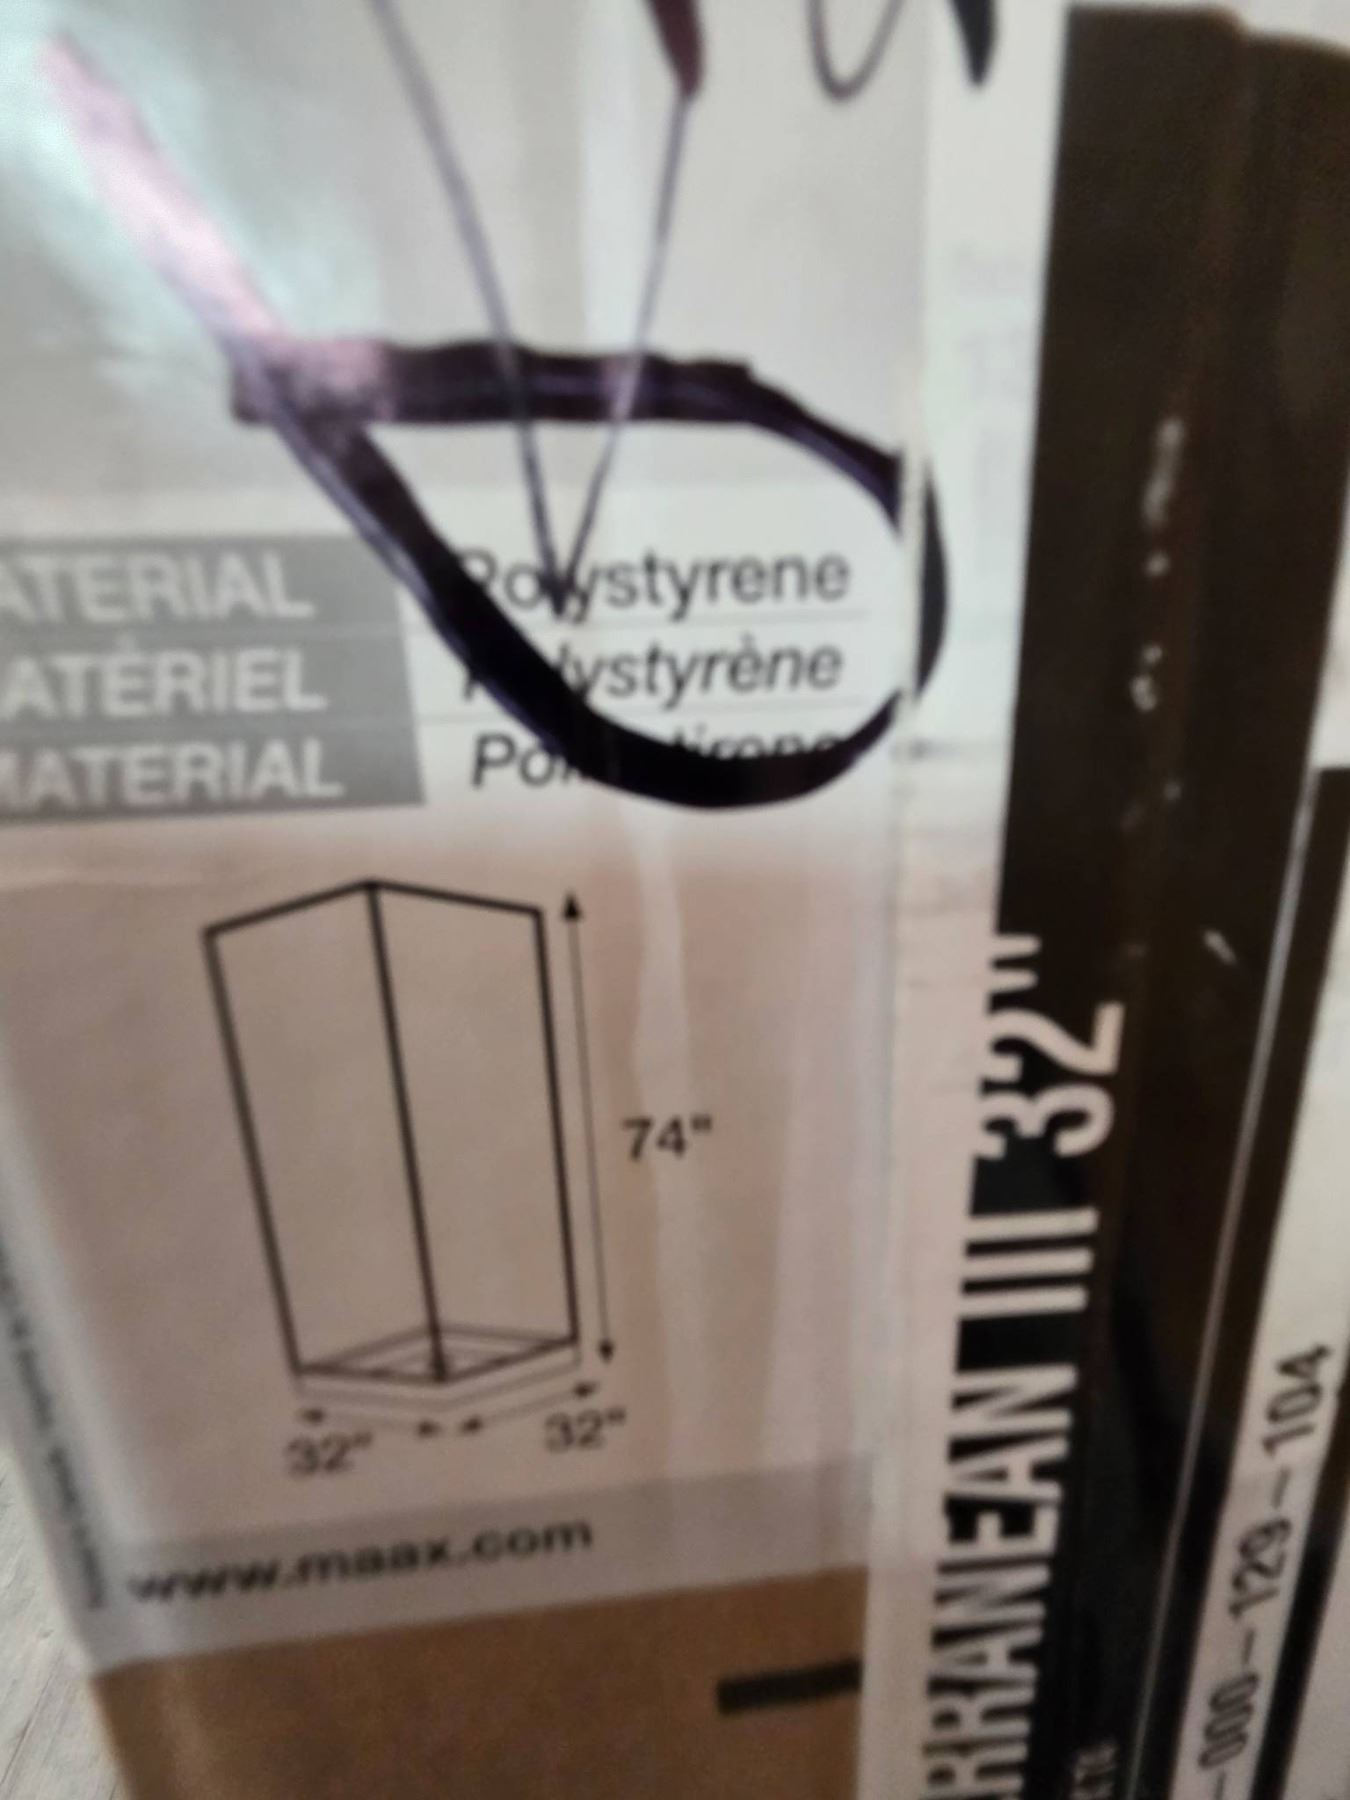 ATERIAL Polystyrene
ATÉRIEL Polystyrène
MATERIAL
74"
32" 32"
www.maax.com
RRANEAN III 32"
-000-129-104